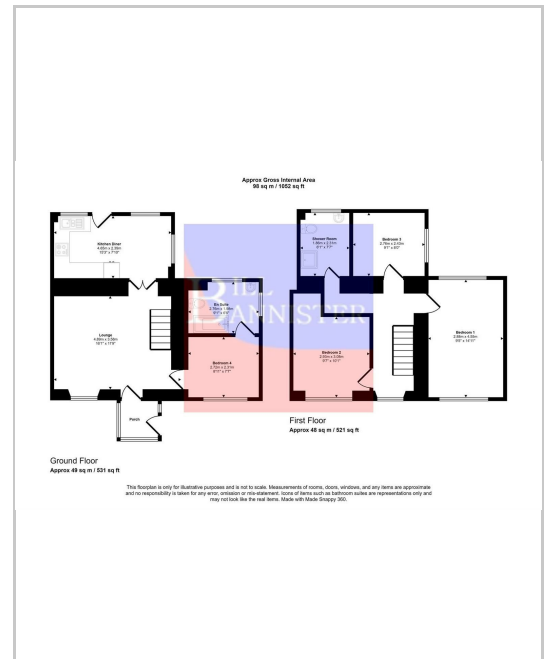 Approx Gross Internal Area
98 sq m / 1052 sq ft
Kitchen Diner
Shower Room
Bedroom 3
En Suite
BILL
BANNISTER
Lounge
Bedroom 4
Bedroom 2
Bedroom 1
Porch
First Floor
Approx 48 sq m / 521 sq ft
Ground Floor
Approx 49 sq m / 531 sq ft
This floorplan is only for illustrative purposes and is not to scale. Measurements of rooms, doors, windows, and any items are approximate
and no responsibility is taken for any error, omission or mis-statement. Icons of items such as bathroom suites are representations only and
may not look like the real items. Made with Made Snappy 360.